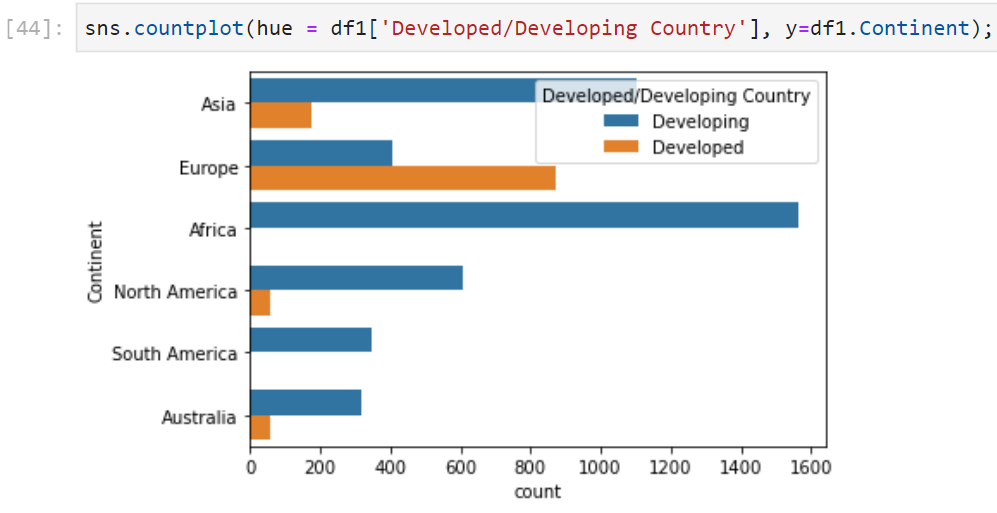 [44]: sns.countplot(hue = df1['Developed/Developing Country'], y=df1.Continent);
Developed/Developing Country
Developing
Developed
Asia
Europe
Africa
North America
South America
Australia
Continent
0 200 400 600 800 1000 1200 1400 1600
count